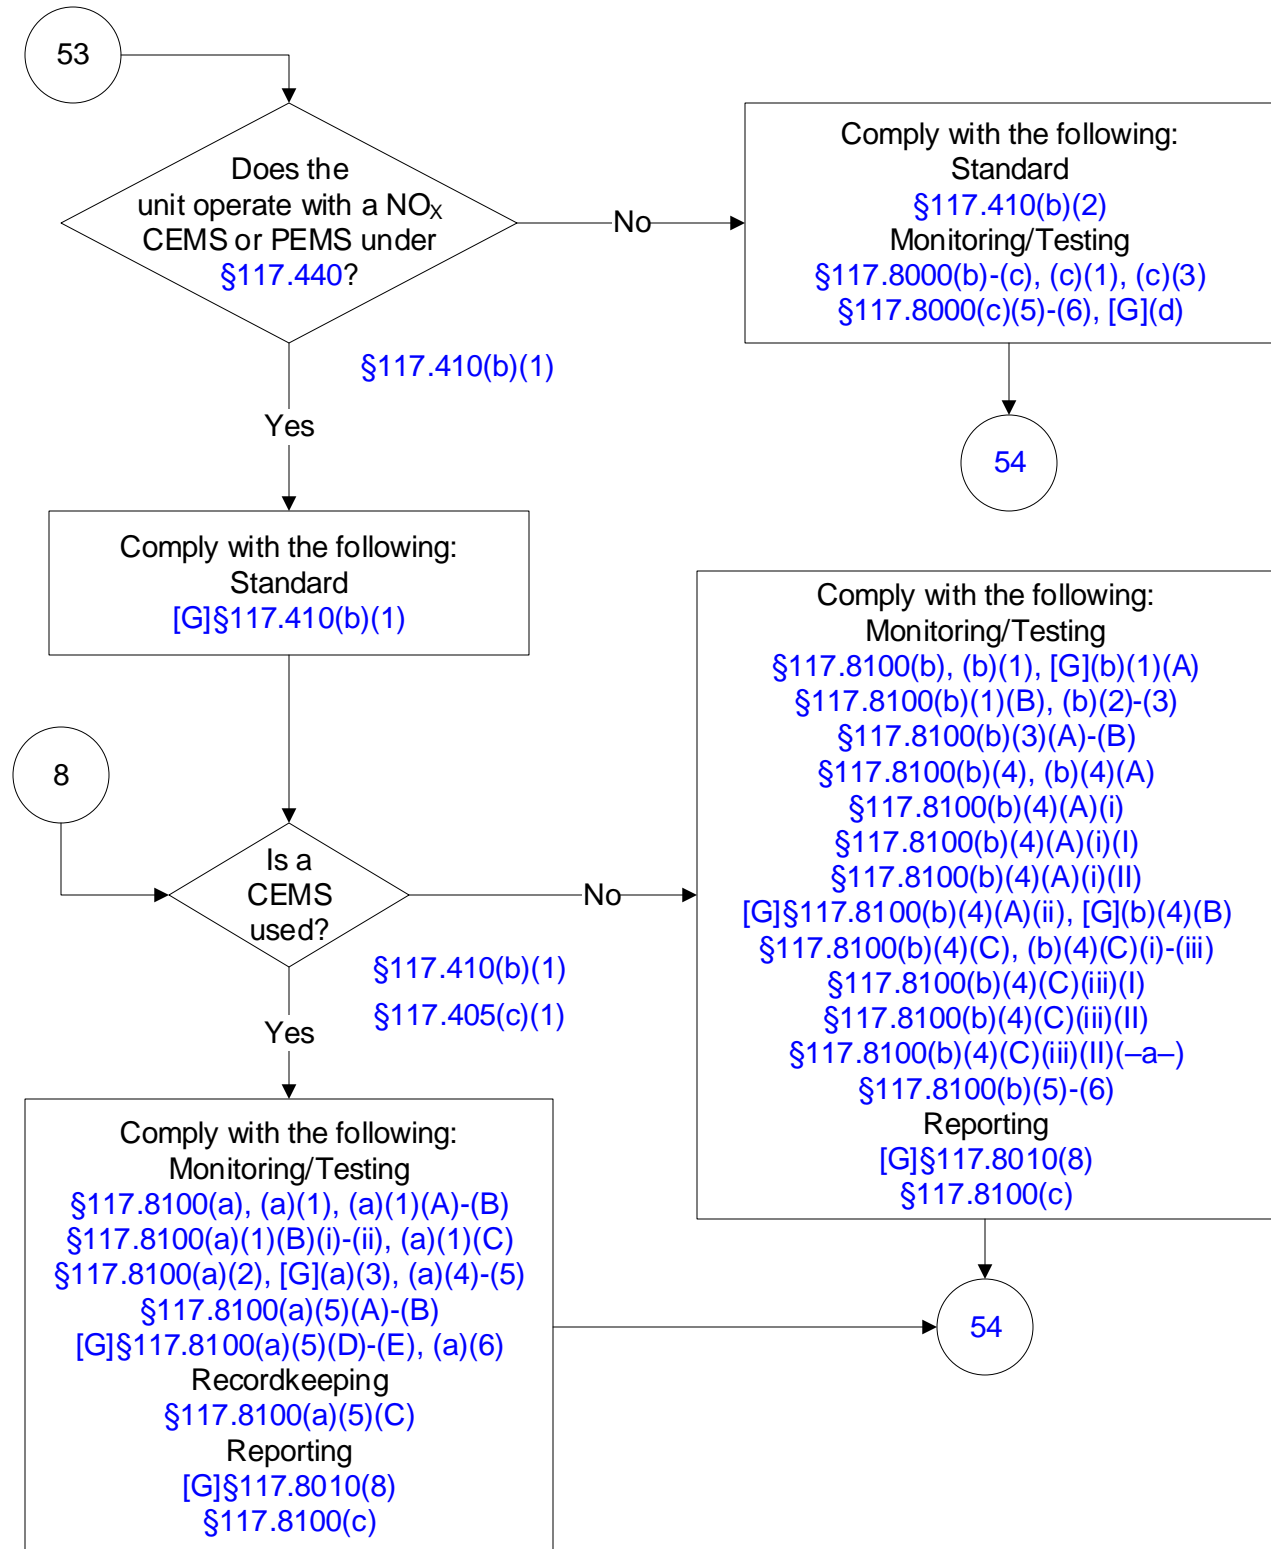 53
Does the
unit operate with a NOX
CEMS or PEMS under
§117.440?
No
Comply with the following:
Standard
§117.410(b)(2)
Monitoring/Testing
§117.8000(b)-(c), (c)(1), (c)(3)
§117.8000(c)(5)-(6), [G](d)
54
§117.410(b)(1)
Yes
Comply with the following:
Standard
[G]§117.410(b)(1)
8
Is a
CEMS
used?
No
§117.410(b)(1)
§117.405(c)(1)
Yes
Comply with the following:
Monitoring/Testing
§117.8100(b), (b)(1), [G](b)(1)(A)
§117.8100(b)(1)(B), (b)(2)-(3)
§117.8100(b)(3)(A)-(B)
§117.8100(b)(4), (b)(4)(A)
§117.8100(b)(4)(A)(i)
§117.8100(b)(4)(A)(i)(I)
§117.8100(b)(4)(A)(i)(II)
[G]§117.8100(b)(4)(A)(ii), [G](b)(4)(B)
§117.8100(b)(4)(C), (b)(4)(C)(i)-(iii)
§117.8100(b)(4)(C)(iii)(I)
§117.8100(b)(4)(C)(iii)(II)
§117.8100(b)(4)(C)(iii)(II)(–a–)
§117.8100(b)(5)-(6)
Reporting
[G]§117.8010(8)
§117.8100(c)
Comply with the following:
Monitoring/Testing
§117.8100(a), (a)(1), (a)(1)(A)-(B)
§117.8100(a)(1)(B)(i)-(ii), (a)(1)(C)
§117.8100(a)(2), [G](a)(3), (a)(4)-(5)
§117.8100(a)(5)(A)-(B)
[G]§117.8100(a)(5)(D)-(E), (a)(6)
Recordkeeping
§117.8100(a)(5)(C)
Reporting
[G]§117.8010(8)
§117.8100(c)
54